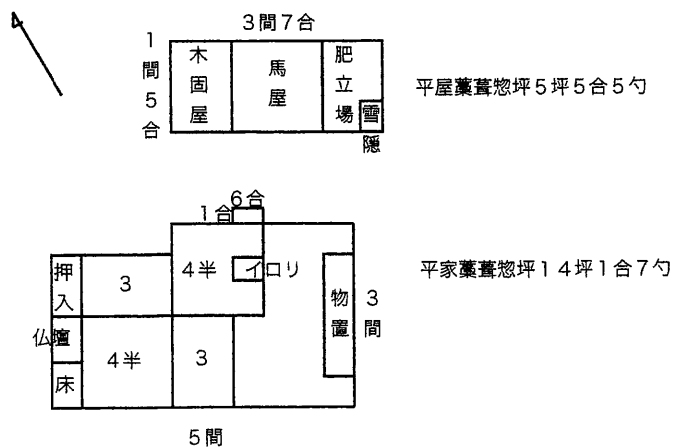 3間7合
1間5合
木固屋
馬屋
肥立場
雪隠
平屋藁葺惣坪5坪5合5勺
6合
1合
押入
3
4半
イロリ
物置
3間
平家藁葺惣坪14坪1合7勺
仏壇
4半
3
床
5間